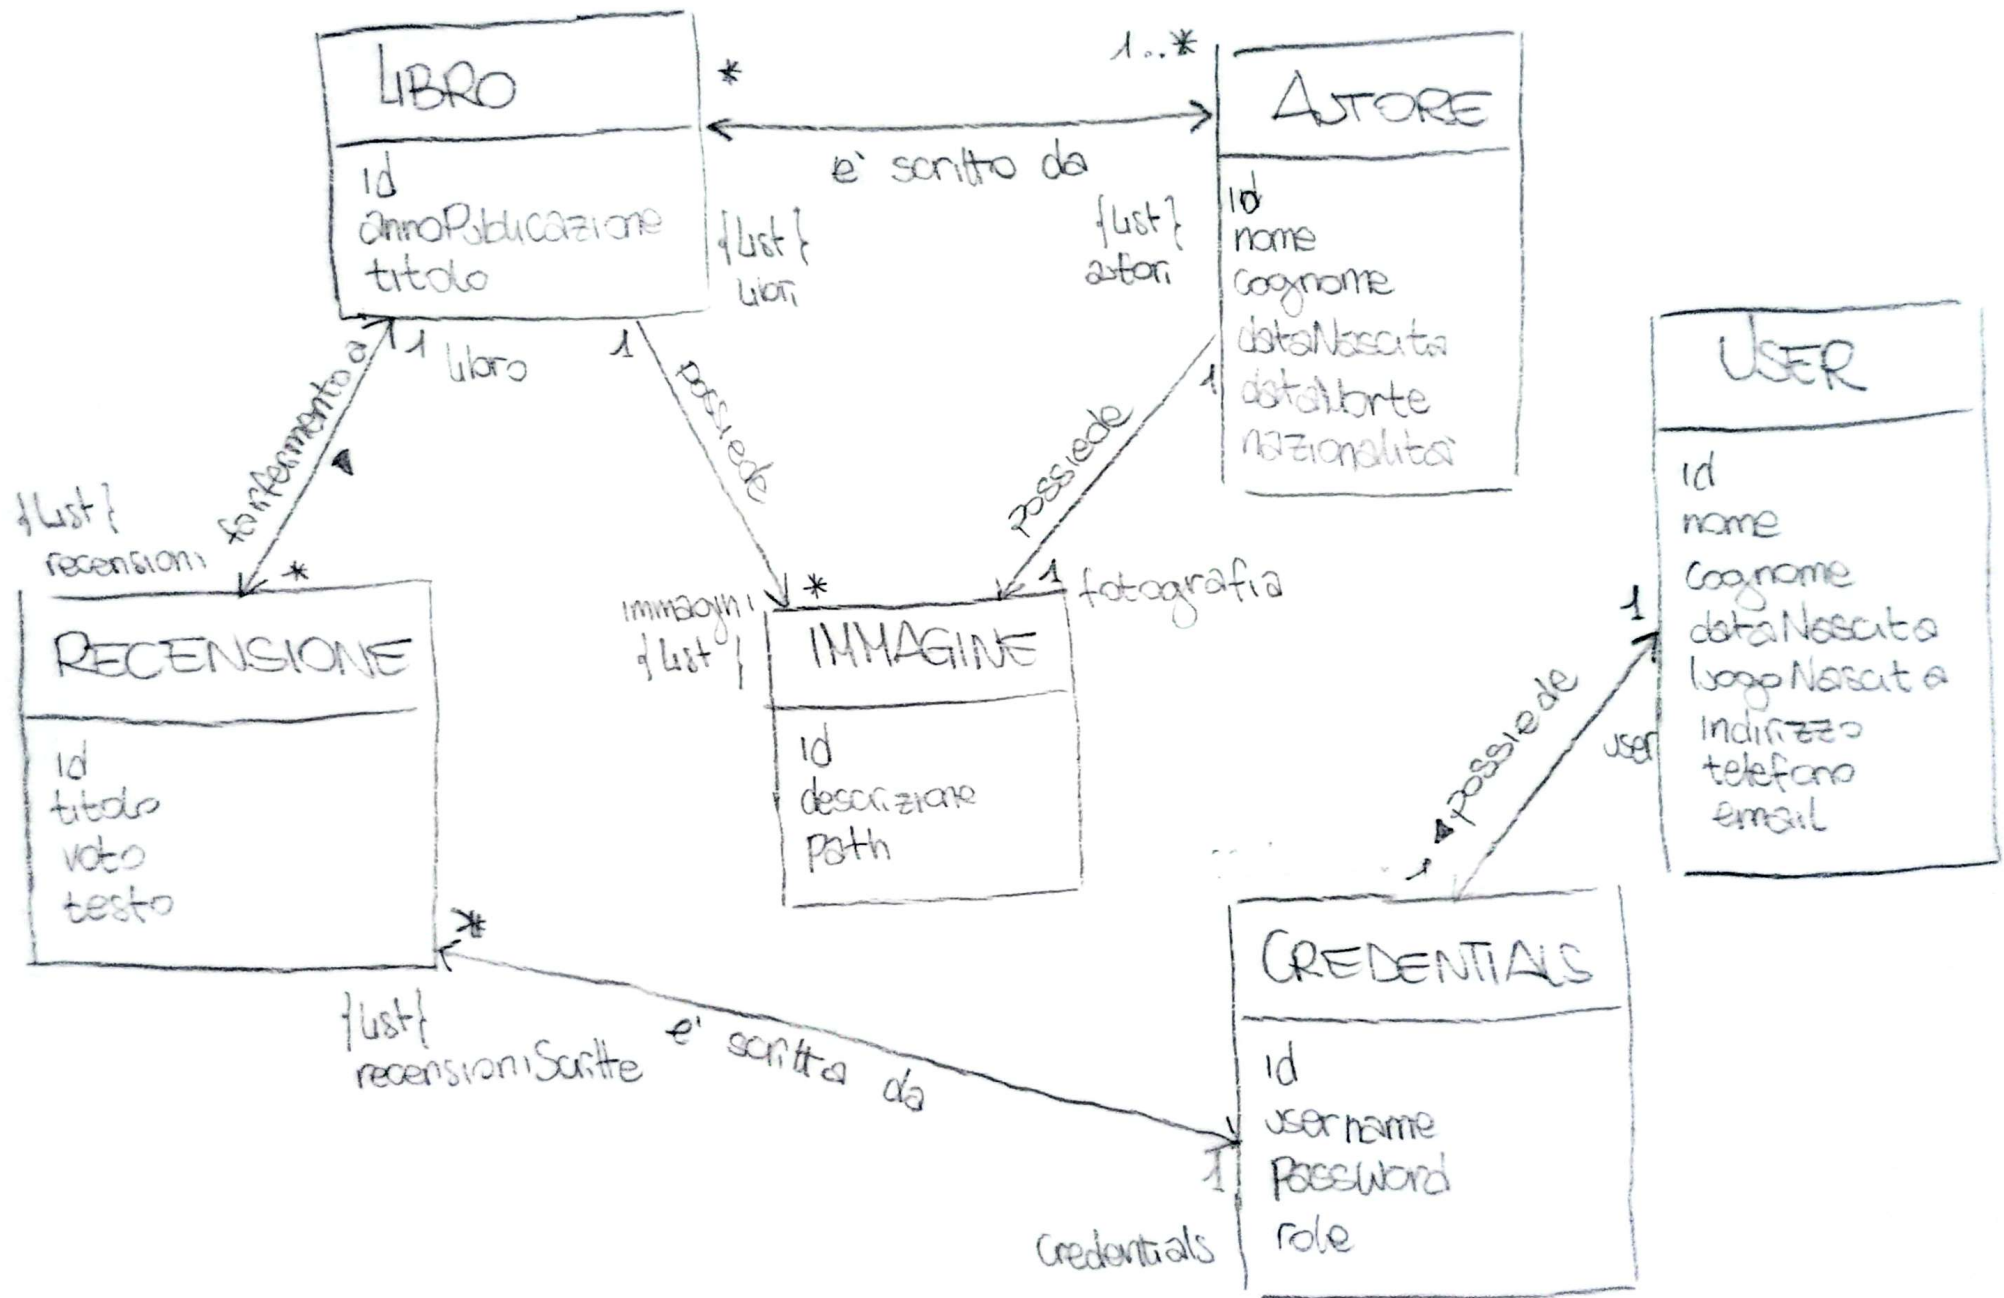 LIBRO
id
annoPubblicazione
titolo
*
1..*
è scritto da
{list}
libri
{list}
autori
AUTORE
id
nome
cognome
dataNascita
dataMorte
nazionalità
1
libro
fa riferimento a
{list}
recensioni
*
1
possiede
*
immagini
{list}
1
possiede
1
fotografia
RECENSIONE
id
titolo
voto
testo
IMMAGINE
id
descrizione
path
USER
id
nome
cognome
dataNascita
luogoNascita
indirizzo
telefono
email
1
user
possiede
1
*
{list}
recensioniScritte
è scritta da
1
credentials
CREDENTIALS
id
username
password
role